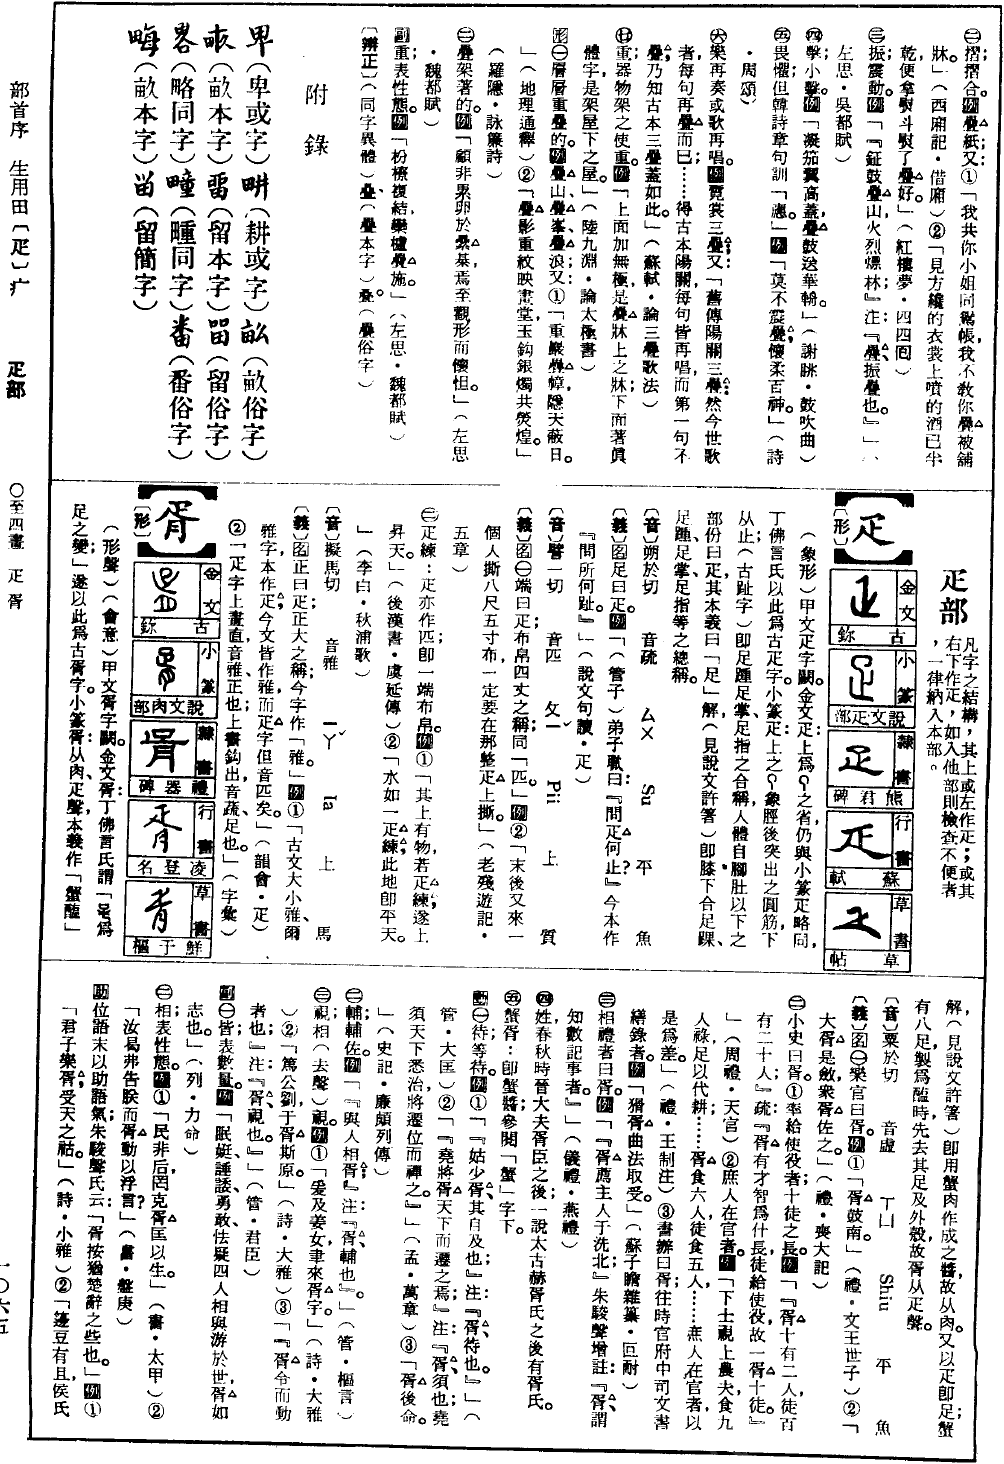 ㊁摺:摺合。例疊紙;又:①「我共你小姐同鴛帳,我不教你疊被舖
牀。」(西廂記·借廂)②「見方纔的衣裳上噴的酒已半
乾,便拿熨斗熨了疊好。」(紅樓夢·四四回)
㊂振:震動。例「『鉦鼓疊山,火烈熛林』注『疊,振疊也。』」(
左思·吳都賦)
㊃擊:小擊。例「凝笳翼高蓋,疊鼓送華輈。」(謝脁·鼓吹曲)
㊄畏:懼。但韓詩章句訓「應。」例「莫不震疊,懷柔百神。」(詩
·周頌)
㊅樂:再奏或歌再唱。例霓裳三疊;又:「舊傳陽關三疊,然今世歌
者,每句再疊而已;……得古本陽關,每句皆再唱,而第一句不
疊,乃知古本三疊蓋如此。」(蘇軾·論三疊歌法)
㊆重:器物架之使重。例「上面加無極,是疊牀上之牀;下面著眞
體字,是架屋下之屋。」(陸九淵·論太極書)
形㊀層:層層重疊的。例疊山、疊峯、疊浪;又:①「重巖疊嶂,隱天蔽日。
」(地理通釋)②「疊影重紋映畫堂,玉鈎銀燭共熒煌。」
(羅隱·詠簾詩)
㊁疊:架著的。例「顧非累卵於疊棊,焉至觀形而懷怛。」(左思
·魏都賦)
副重:表性態。例「粉橑複結,欒櫨疊施。」(左思·魏都賦)
〔辨正〕(同字異體)疊、疊(疊本字)疊。(疊俗字)
附錄
卑(卑或字)畊(耕或字)畆(畝俗字)
畞(畝本字)畱(留本字)畄(留俗字)
畧(略同字)畽(疃同字)畨(番俗字)
畮(畝本字)甾(留簡字)
疋部
凡字之結構,其上或左作疋;或其
右下作疋,如入他部則檢查不便者
,一律納入本部。
疋
〔形〕
金文 古鉨
小篆 說文疋部
隸書 熊君碑
行書 蘇軾
草書 草帖
(象形)甲文疋字闕。金文疋:上爲之省,仍與小篆疋略同,
丁佛言氏以此爲古疋字。小篆疋:上之象脛後突出之圓筋,下
从止(古趾字)卽足踵、足掌、足指之合稱,人體自腳肚以下之
部份曰疋,其本義曰「足」解(見說文許箸)卽膝下合足踝、
足踵、足掌、足指等之總稱。
〔音〕朔於切 音疏 ㄙㄨ Su 平 魚
〔義〕名足曰疋。例「(管子)弟子職曰『問疋何止?』今本作
『問所何趾。』」(說文句讀·疋)
〔音〕譬一切 音匹 ㄆㄧˇ Pii 上 質
〔義〕名㊀端曰疋:布帛四丈之稱;同「匹。」例②「末後又來一
個人,撕八尺五寸布,一定要在那整疋上撕。」(老殘遊記·
五章)
㊁疋練:疋亦作匹,卽一端布帛。例①「其上有物若疋練,遂上
昇天。」(後漢書·虞延傳)②「水如一疋練,此地卽平天。
」(李白·秋浦歌)
〔音〕擬馬切 音雅 ㄧㄚˇ Ia 上 馬
〔義〕名正曰疋:正大之稱;今字作「雅。」例①「古文大小雅、爾
雅字本作疋;今文皆作雅,而疋字但音匹矣。」(韻會·疋)
②「疋字上畫直,音雅,正也;上畫鈎出,音疏,足也。」(字彙)
胥
〔形〕
金文 古鉨
小篆 說文肉部
隸書 禮器碑
行書 凌登名
草書 鮮于樞
(形聲)(會意)甲文胥字闕。金文胥:丁佛言氏謂「爲
足之變」遂以此爲古胥字。小篆胥:从肉,疋聲,本義作「蟹醢」
解(見說文許箸)卽用蟹肉作成之醬,故从肉。又以疋卽足,蟹
有八足,製爲醢時先去其足及外殼,故胥从疋聲。
〔音〕粟於切 音虛 ㄒㄩ Shiu 平 魚
〔義〕名㊀樂官曰胥。例①「胥鼓南。」(禮·文王世子)②「
大胥是斂,衆胥佐之。」(禮·喪大記)
㊁小吏曰胥。①率給使役者;十徒之長。例「『胥十有二人,徒百
有二十人』疏:『胥有才智爲什長,徒給使役,故一胥十徒。』
」(周禮·天官)②庶人在官者。例「下士視上農夫食九
人,祿足以代耕;……胥食六人,徒食五人,……庶人在官者以
是爲差。」(禮·王制注)③書辦曰胥:往時官府中司文書
繕錄者。例「猾胥曲法取受。」(蘇子瞻雜纂·叵耐)
㊂相禮者曰胥。例「『胥薦主人于洗北』朱駿聲增註:『胥,謂
知數記事者。』」(儀禮·燕禮)
㊃姓:春秋時晉大夫胥臣之後;一說太古赫胥氏之後有胥氏。
㊄蟹胥:卽蟹醬;參閱「蟹」字下。
動㊀待:等待。例①「『姑少胥其自及也』注:『胥,待也。』」(
管·大匡)②「『堯將胥天下而遷之焉』注:『胥,須也。堯
須天下悉治,將遷位而禪之。』」(孟·萬章)③「胥後命。
」(史記·廉頗列傳)
㊁輔:輔佐。例「『與人相胥』注:『胥,輔也。』」(管·樞言)
㊂視:相(去聲)視。例①「爰及姜女,聿來胥宇。」(詩·大雅
)②「篤公劉,于胥斯原。」(詩·大雅)③「『胥令而動
者也』注:『胥,視也。』」(管·君臣)
副㊀皆:表數量。例「眠娗、諈諉、勇敢、怯疑四人相與游於世,胥如
志也。」(列·力命)
㊁相:表性態。例①「民非后,罔克胥匡以生。」(書·太甲)②
「汝曷弗告朕,而胥動以浮言?」(書·盤庚)
助位語末以助語氣;朱駿聲氏云:「胥,按猶楚辭之些也。」例①
「君子樂胥,受天之祜。」(詩·小雅)②「籩豆有且,侯氏
部首序 生用田〔疋〕疒 疋部 〇至四畫 疋胥 一〇六五